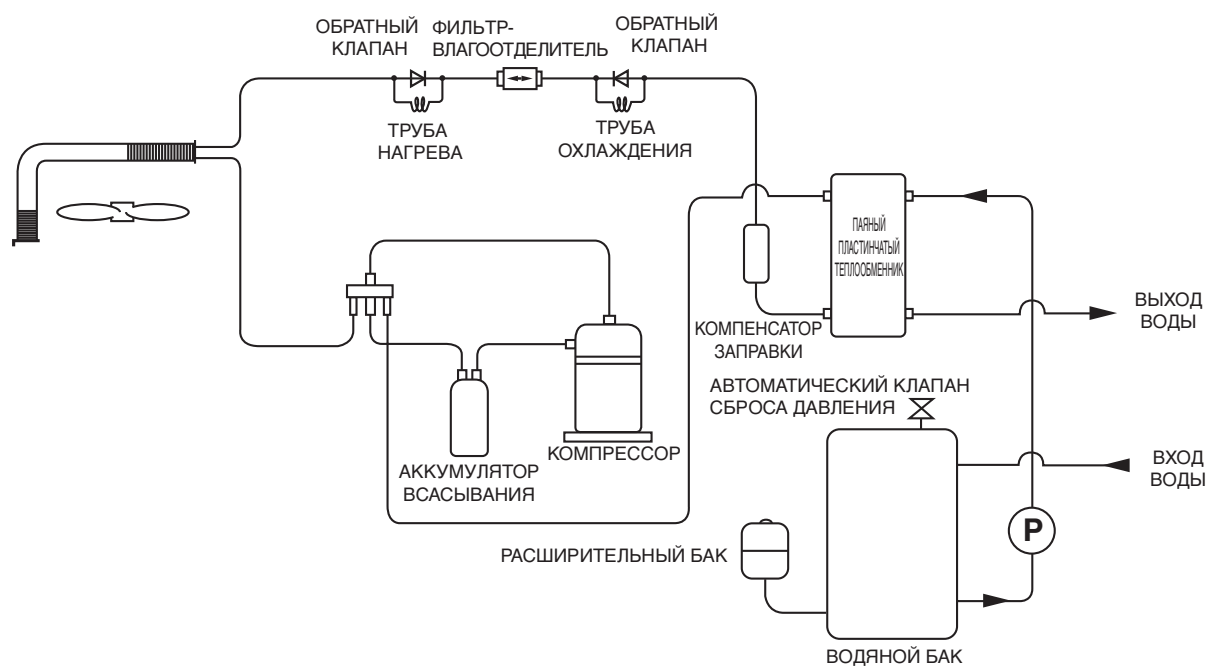 ОБРАТНЫЙ
КЛАПАН
ФИЛЬТР-
ВЛАГООТДЕЛИТЕЛЬ
ОБРАТНЫЙ
КЛАПАН
ТРУБА
НАГРЕВА
ТРУБА
ОХЛАЖДЕНИЯ
ПАЯНЫЙ
ПЛАСТИНЧАТЫЙ
ТЕПЛООБМЕННИК
ВЫХОД
ВОДЫ
КОМПЕНСАТОР
ЗАПРАВКИ
АВТОМАТИЧЕСКИЙ КЛАПАН
СБРОСА ДАВЛЕНИЯ
КОМПРЕССОР
АККУМУЛЯТОР
ВСАСЫВАНИЯ
ВХОД
ВОДЫ
P
РАСШИРИТЕЛЬНЫЙ БАК
ВОДЯНОЙ БАК